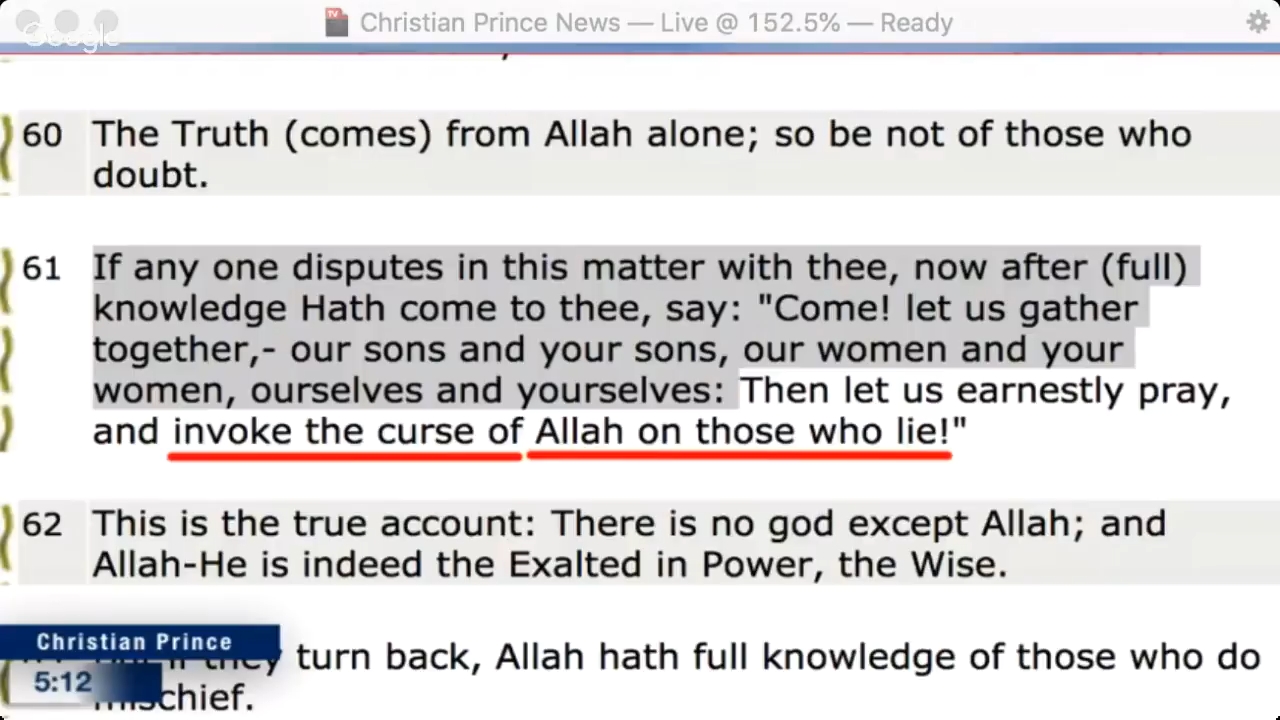 TV Christian Prince News — Live @ 152.5% — Ready
Google
60 The Truth (comes) from Allah alone; so be not of those who
doubt.
61 If any one disputes in this matter with thee, now after (full)
knowledge Hath come to thee, say: "Come! let us gather
together,- our sons and your sons, our women and your
women, ourselves and yourselves: Then let us earnestly pray,
and invoke the curse of Allah on those who lie!"
62 This is the true account: There is no god except Allah; and
Allah-He is indeed the Exalted in Power, the Wise.
Christian Prince
they turn back, Allah hath full knowledge of those who do
5:12
mischief.